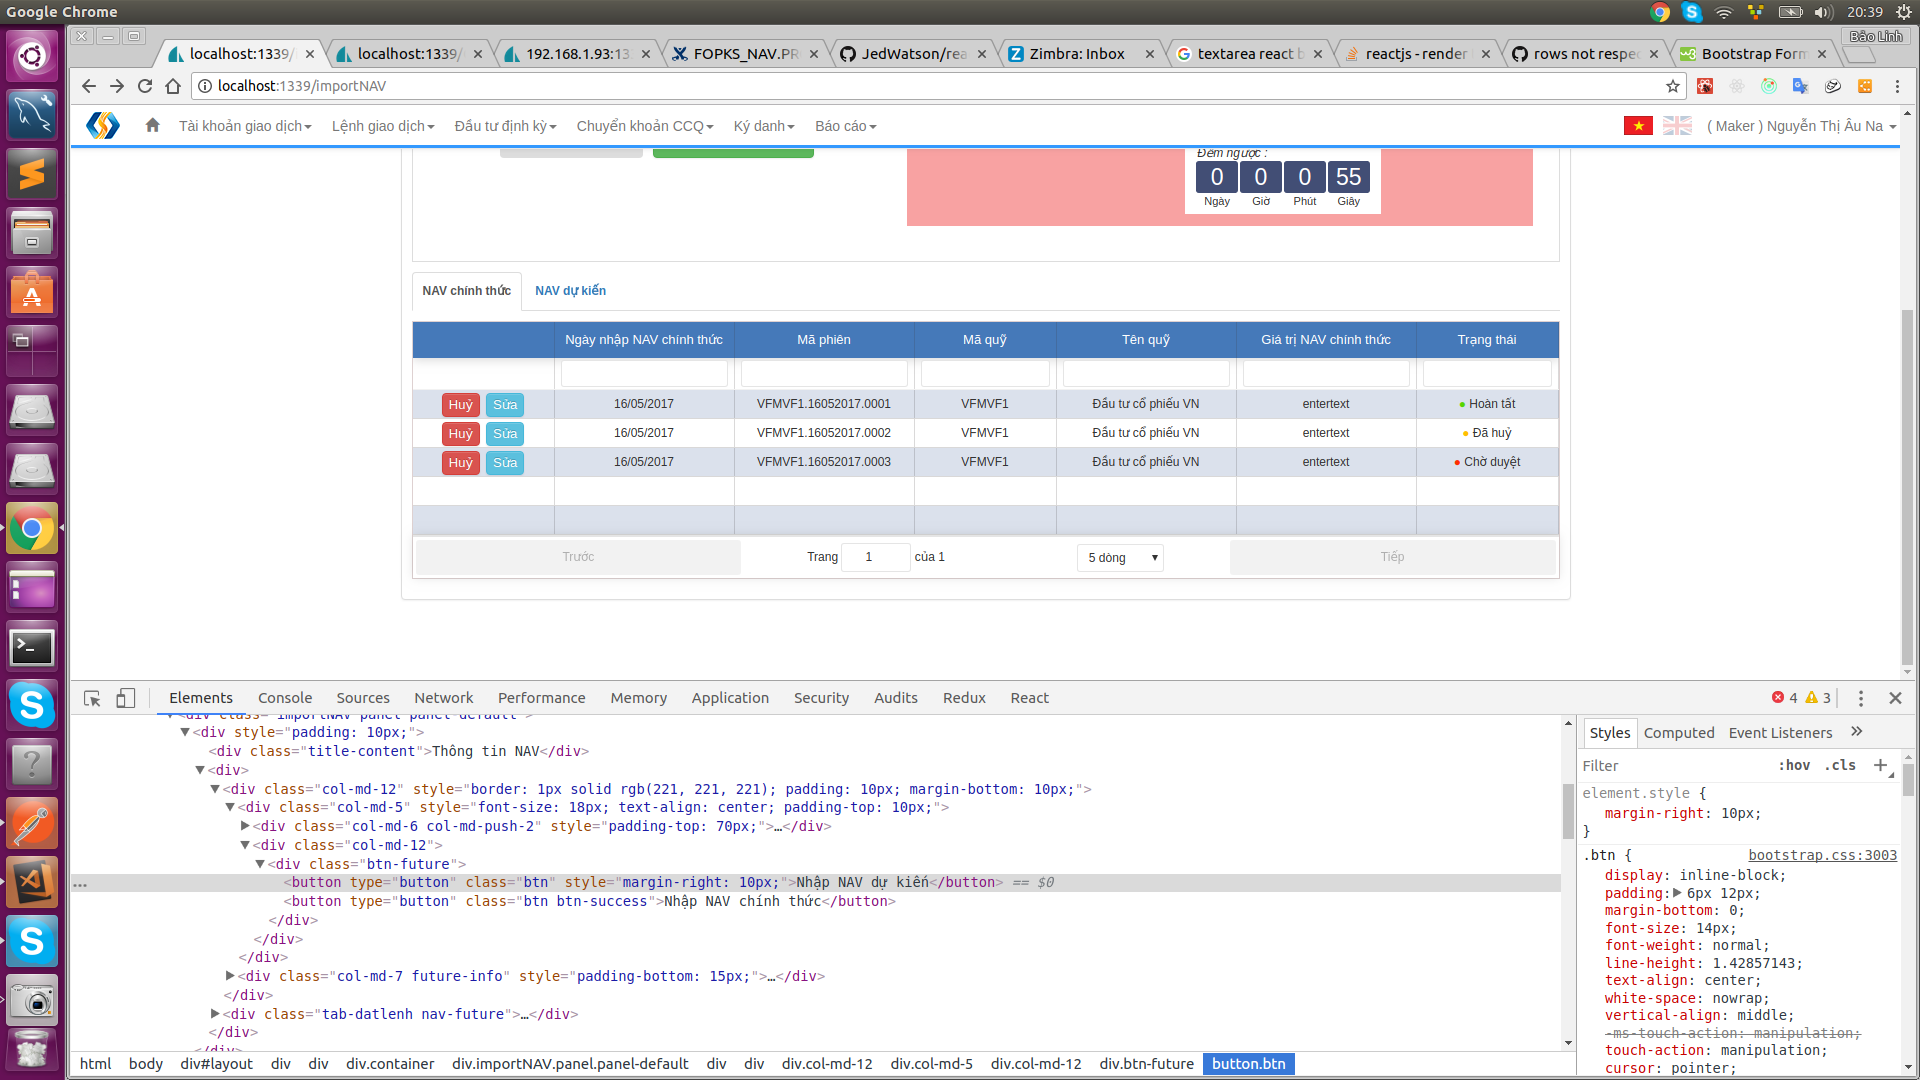 Google Chrome
20:39
Bảo Linh
localhost:1339/
localhost:1339/
192.168.1.93:13
FOPKS_NAV.PR
JedWatson/rea
Zimbra: Inbox
textarea react b
reactjs - render
rows not respec
Bootstrap Form
localhost:1339/importNAV
Tài khoản giao dịch
Lệnh giao dịch
Đầu tư định kỳ
Chuyển khoản CCQ
Ký danh
Báo cáo
( Maker ) Nguyễn Thị Âu Na
Đếm ngược :
0 0 0 55
Ngày Giờ Phút Giây
NAV chính thức NAV dự kiến
Ngày nhập NAV chính thức Mã phiên Mã quỹ Tên quỹ Giá trị NAV chính thức Trạng thái
Huỷ Sửa 16/05/2017 VFMVF1.16052017.0001 VFMVF1 Đầu tư cổ phiếu VN entertext Hoàn tất
Huỷ Sửa 16/05/2017 VFMVF1.16052017.0002 VFMVF1 Đầu tư cổ phiếu VN entertext Đã huỷ
Huỷ Sửa 16/05/2017 VFMVF1.16052017.0003 VFMVF1 Đầu tư cổ phiếu VN entertext Chờ duyệt
Trước Trang 1 của 1 5 dòng Tiếp
Elements Console Sources Network Performance Memory Application Security Audits Redux React 4 3
<div class="importNAV panel panel-default">
<div style="padding: 10px;">
<div class="title-content">Thông tin NAV</div>
<div>
<div class="col-md-12" style="border: 1px solid rgb(221, 221, 221); padding: 10px; margin-bottom: 10px;">
<div class="col-md-5" style="font-size: 18px; text-align: center; padding-top: 10px;">
<div class="col-md-6 col-md-push-2" style="padding-top: 70px;">…</div>
<div class="col-md-12">
<div class="btn-future">
<button type="button" class="btn" style="margin-right: 10px;">Nhập NAV dự kiến</button> == $0
<button type="button" class="btn btn-success">Nhập NAV chính thức</button>
</div>
</div>
</div>
<div class="col-md-7 future-info" style="padding-bottom: 15px;">…</div>
</div>
<div class="tab-datlenh nav-future">…</div>
</div>
</div>
html body div#layout div div div.container div.importNAV.panel.panel-default div div div.col-md-12 div.col-md-5 div.col-md-12 div.btn-future button.btn
Styles Computed Event Listeners
Filter :hov .cls
element.style {
margin-right: 10px;
}
.btn { bootstrap.css:3003
display: inline-block;
padding: 6px 12px;
margin-bottom: 0;
font-size: 14px;
font-weight: normal;
line-height: 1.42857143;
text-align: center;
white-space: nowrap;
vertical-align: middle;
-ms-touch-action: manipulation;
touch-action: manipulation;
cursor: pointer;